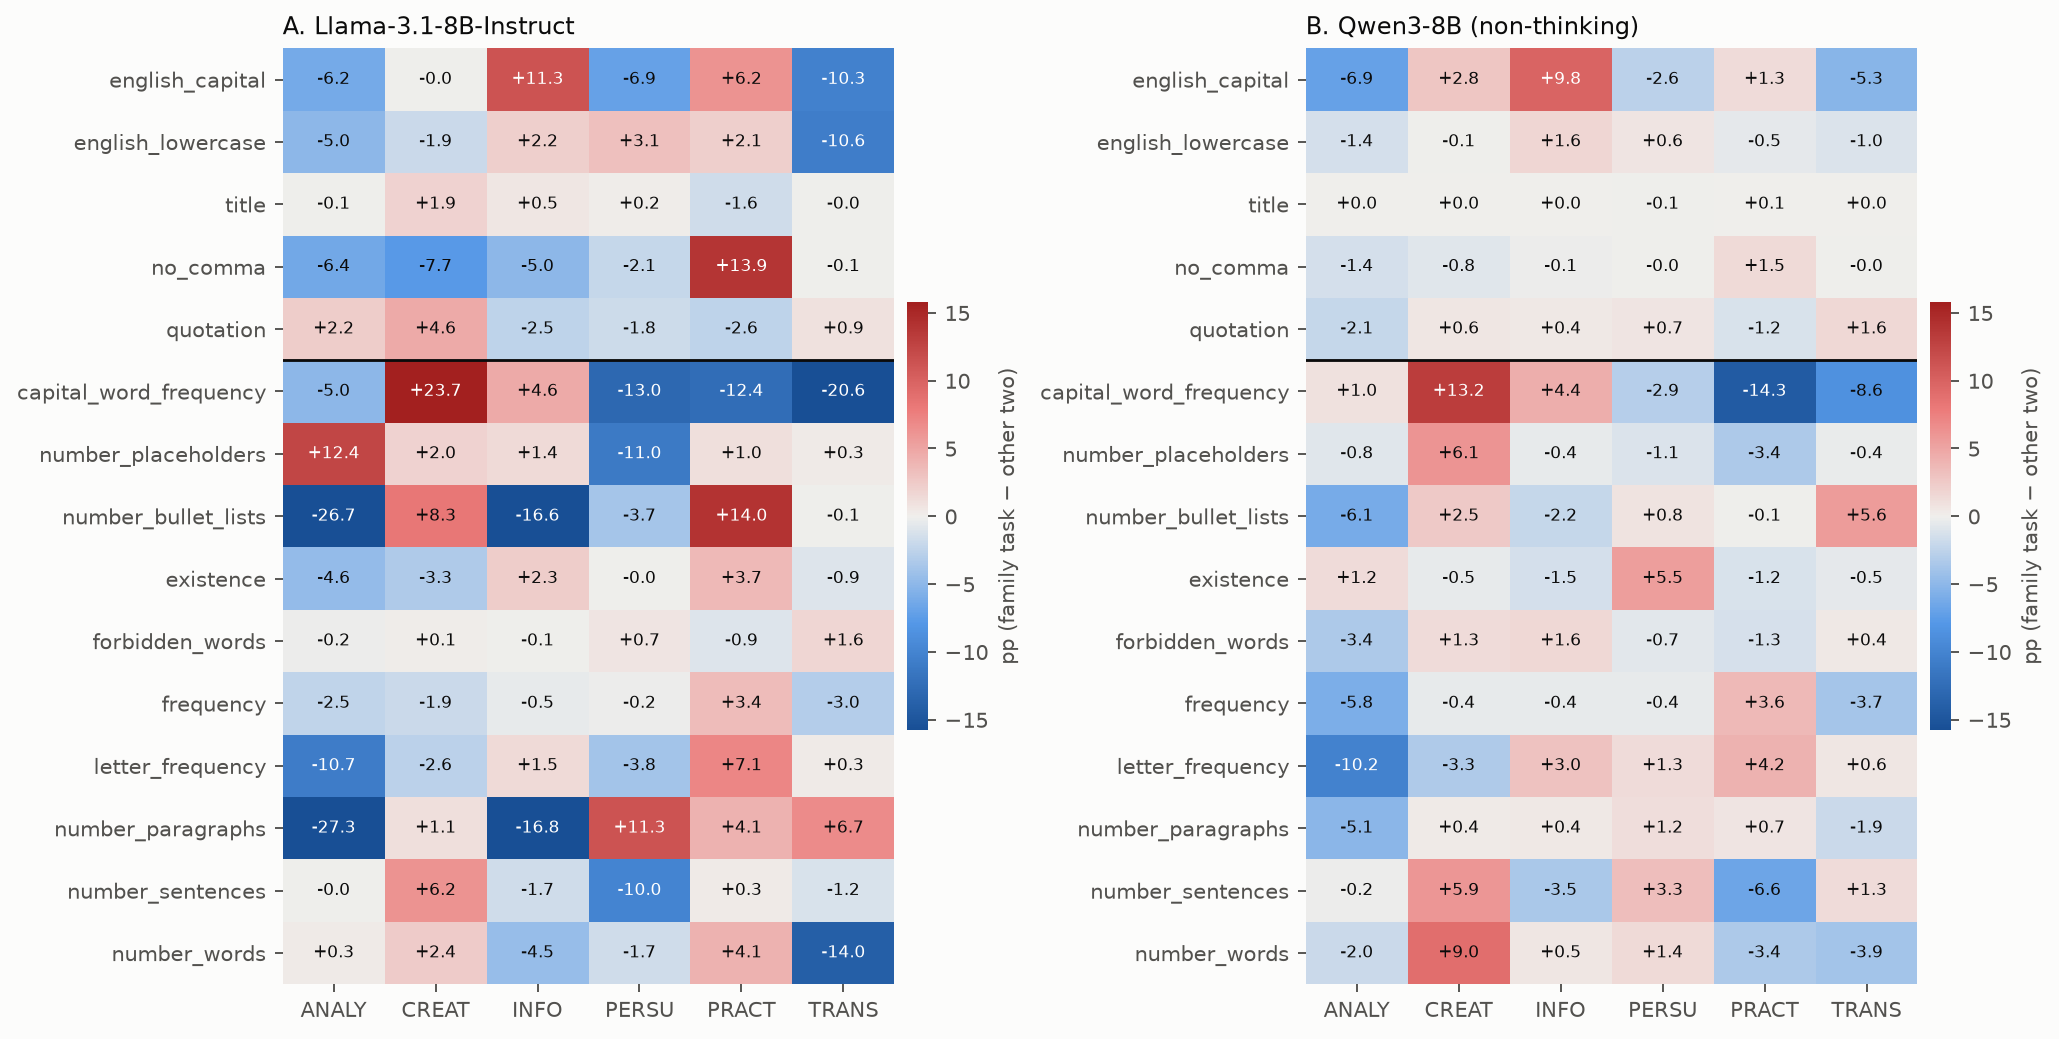 A. Llama-3.1-8B-Instruct
english_capital -6.2 -0.0 +11.3 -6.9 +6.2 -10.3
english_lowercase -5.0 -1.9 +2.2 +3.1 +2.1 -10.6
title -0.1 +1.9 +0.5 +0.2 -1.6 -0.0
no_comma -6.4 -7.7 -5.0 -2.1 +13.9 -0.1
quotation +2.2 +4.6 -2.5 -1.8 -2.6 +0.9
capital_word_frequency -5.0 +23.7 +4.6 -13.0 -12.4 -20.6
number_placeholders +12.4 +2.0 +1.4 -11.0 +1.0 +0.3
number_bullet_lists -26.7 +8.3 -16.6 -3.7 +14.0 -0.1
existence -4.6 -3.3 +2.3 -0.0 +3.7 -0.9
forbidden_words -0.2 +0.1 -0.1 +0.7 -0.9 +1.6
frequency -2.5 -1.9 -0.5 -0.2 +3.4 -3.0
letter_frequency -10.7 -2.6 +1.5 -3.8 +7.1 +0.3
number_paragraphs -27.3 +1.1 -16.8 +11.3 +4.1 +6.7
number_sentences -0.0 +6.2 -1.7 -10.0 +0.3 -1.2
number_words +0.3 +2.4 -4.5 -1.7 +4.1 -14.0
ANALY CREAT INFO PERSU PRACT TRANS
15
10
5
0
−5
−10
−15
pp (family task − other two)
B. Qwen3-8B (non-thinking)
english_capital -6.9 +2.8 +9.8 -2.6 +1.3 -5.3
english_lowercase -1.4 -0.1 +1.6 +0.6 -0.5 -1.0
title +0.0 +0.0 +0.0 -0.1 +0.1 +0.0
no_comma -1.4 -0.8 -0.1 -0.0 +1.5 -0.0
quotation -2.1 +0.6 +0.4 +0.7 -1.2 +1.6
capital_word_frequency +1.0 +13.2 +4.4 -2.9 -14.3 -8.6
number_placeholders -0.8 +6.1 -0.4 -1.1 -3.4 -0.4
number_bullet_lists -6.1 +2.5 -2.2 +0.8 -0.1 +5.6
existence +1.2 -0.5 -1.5 +5.5 -1.2 -0.5
forbidden_words -3.4 +1.3 +1.6 -0.7 -1.3 +0.4
frequency -5.8 -0.4 -0.4 -0.4 +3.6 -3.7
letter_frequency -10.2 -3.3 +3.0 +1.3 +4.2 +0.6
number_paragraphs -5.1 +0.4 +0.4 +1.2 +0.7 -1.9
number_sentences -0.2 +5.9 -3.5 +3.3 -6.6 +1.3
number_words -2.0 +9.0 +0.5 +1.4 -3.4 -3.9
ANALY CREAT INFO PERSU PRACT TRANS
15
10
5
0
−5
−10
−15
pp (family task − other two)